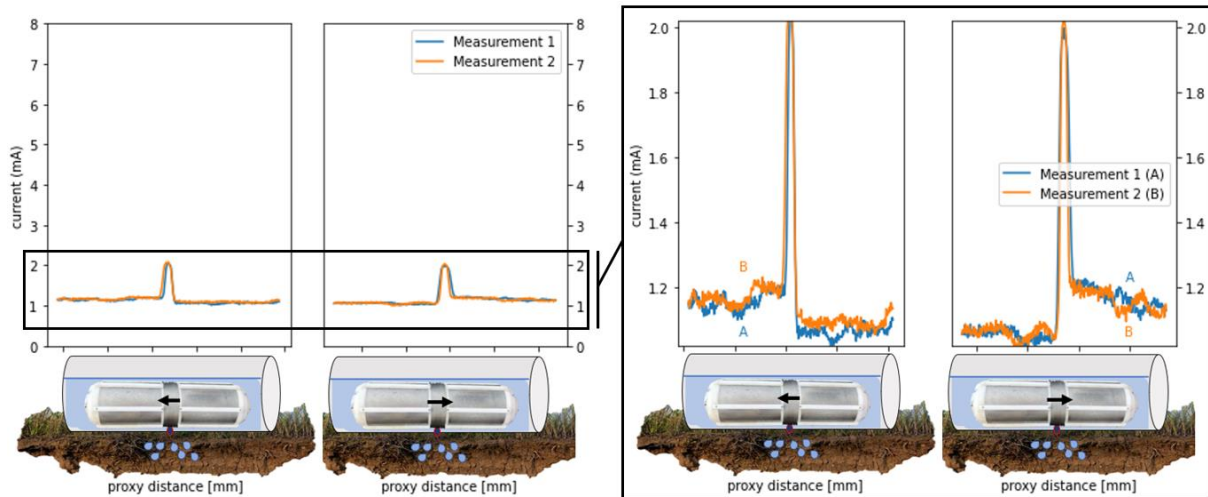 8
7
6
5
4
3
2
1
0
current (mA)
8
7
6
5
4
3
2
1
0
Measurement 1
Measurement 2
proxy distance [mm]
proxy distance [mm]
2.0
1.8
1.6
1.4
1.2
current (mA)
B
A
2.0
1.8
1.6
1.4
1.2
Measurement 1 (A)
Measurement 2 (B)
A
B
proxy distance [mm]
proxy distance [mm]